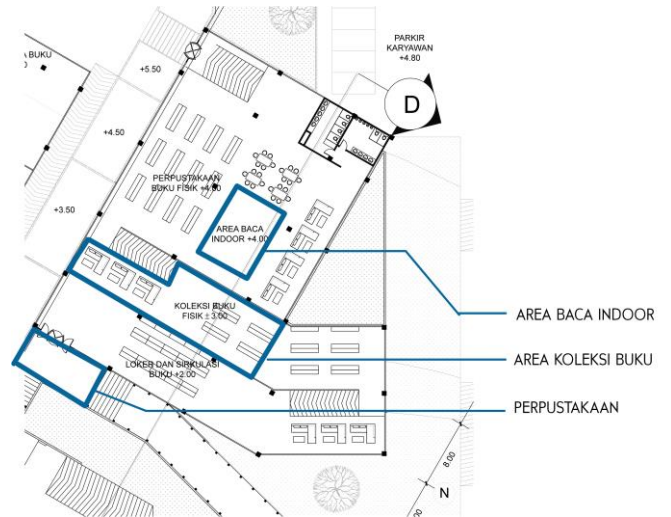 PARKIR
KARYAWAN
+4.80
A BUKU
+5.50
D
+4.50
PERPUSTAKAAN
BUKU FISIK +4.00
AREA BACA
INDOOR +4.00
+3.50
KOLEKSI BUKU
FISIK ± 3.00
AREA BACA INDOOR
AREA KOLEKSI BUKU
LOKER DAN SIRKULASI
BUKU +2.00
PERPUSTAKAAN
8.00
N